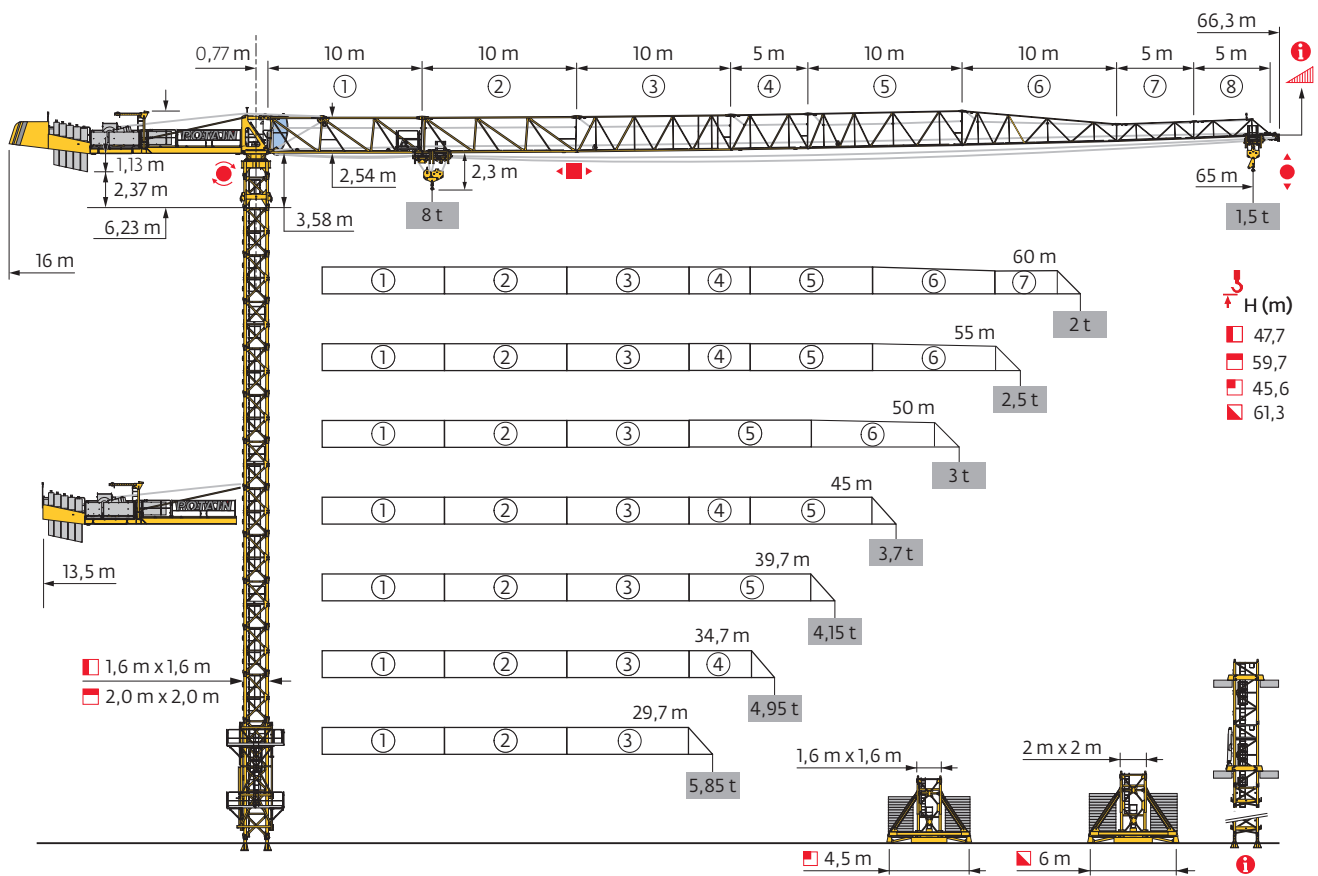 66,3 m
0,77 m 10 m 10 m 10 m 5 m 10 m 10 m 5 m 5 m
① ② ③ ④ ⑤ ⑥ ⑦ ⑧
i
POTAIN
1,13 m
2,37 m
6,23 m
16 m
2,54 m
3,58 m
2,3 m
8 t
65 m
1,5 t
60 m
① ② ③ ④ ⑤ ⑥ ⑦
2 t
55 m
① ② ③ ④ ⑤ ⑥
2,5 t
50 m
① ② ③ ⑤ ⑥
3 t
45 m
① ② ③ ④ ⑤
3,7 t
39,7 m
① ② ③ ⑤
4,15 t
34,7 m
① ② ③ ④
4,95 t
29,7 m
① ② ③
5,85 t
H (m)
47,7
59,7
45,6
61,3
POTAIN
13,5 m
1,6 m x 1,6 m
2,0 m x 2,0 m
1,6 m x 1,6 m
2 m x 2 m
4,5 m
6 m
i